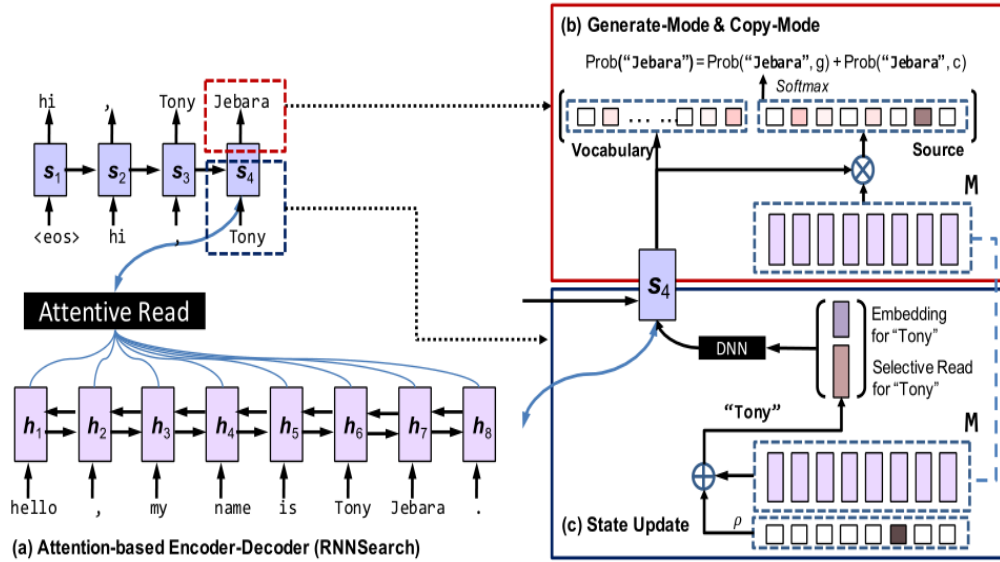 hi , Tony Jebara
s1 s2 s3 s4
<eos> hi , Tony
Attentive Read
h1 h2 h3 h4 h5 h6 h7 h8
hello , my name is Tony Jebara .
(a) Attention-based Encoder-Decoder (RNNSearch)
(b) Generate-Mode & Copy-Mode
Prob(“Jebara”) = Prob(“Jebara”, g) + Prob(“Jebara”, c)
Softmax
... ...
Vocabulary Source
M
s4
Embedding
for “Tony”
DNN
Selective Read
for “Tony”
“Tony”
M
ρ
(c) State Update